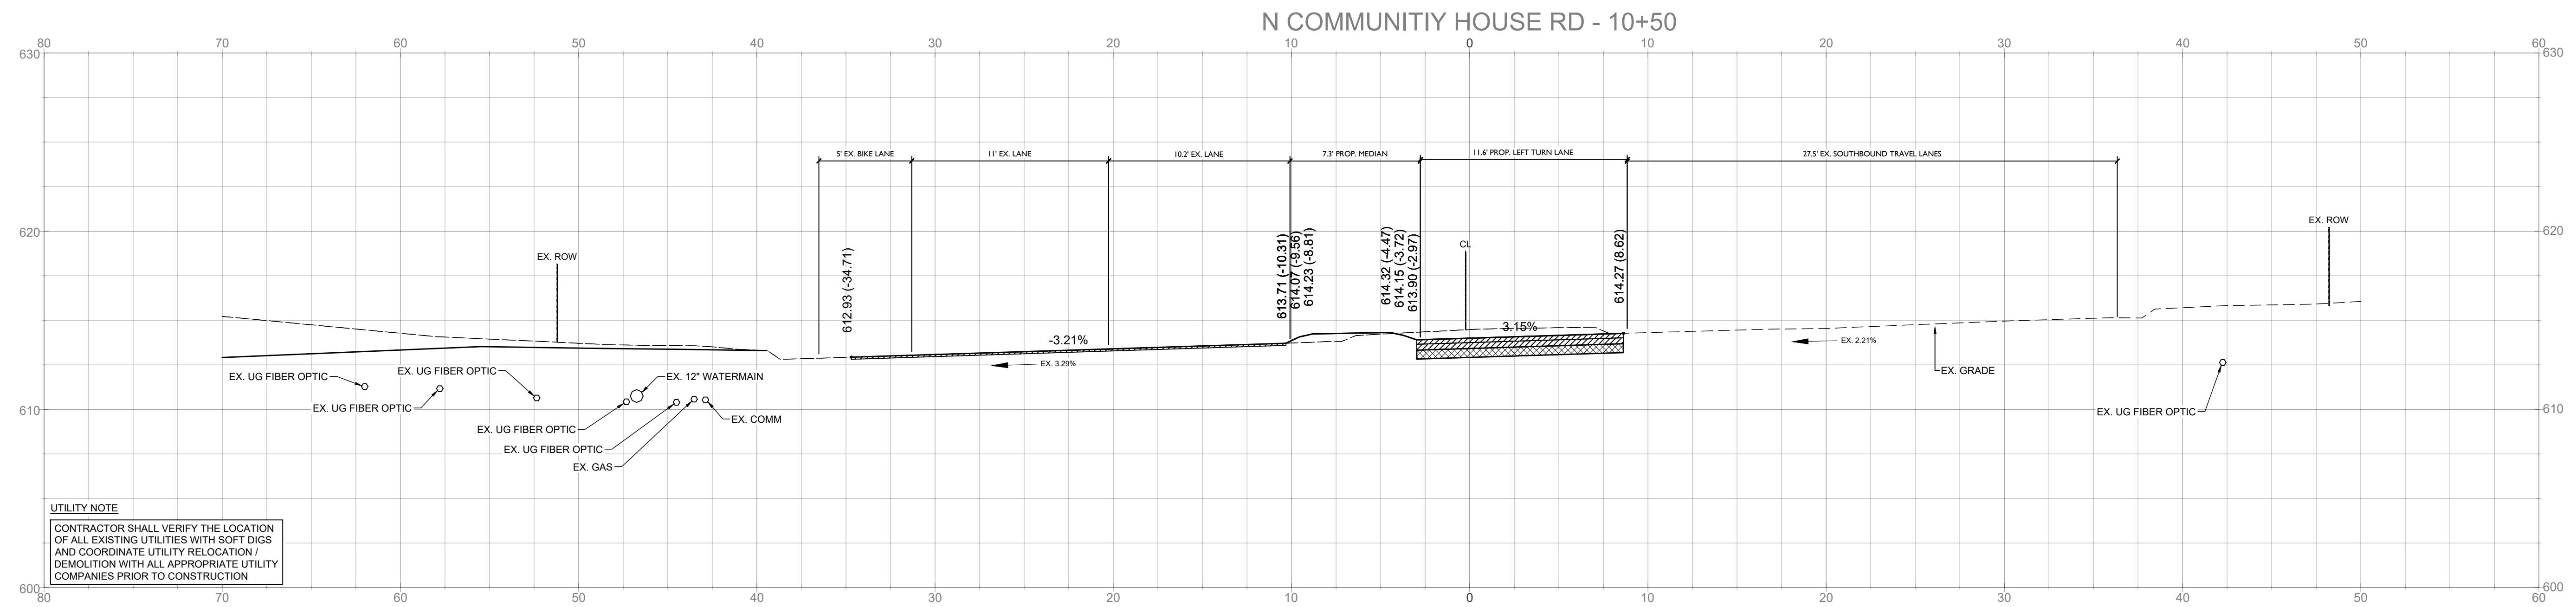 N COMMUNITIY HOUSE RD - 10+50
80 70 60 50 40 30 20 10 0 10 20 30 40 50 60
630 630
5' EX. BIKE LANE
11' EX. LANE
10.2' EX. LANE
7.3' PROP. MEDIAN
11.6' PROP. LEFT TURN LANE
27.5' EX. SOUTHBOUND TRAVEL LANES
620 620
EX. ROW
612.93 (-34.71)
613.71 (-10.31)
614.07 (-9.56)
614.23 (-8.81)
614.32 (-4.47)
614.15 (-3.72)
613.90 (-2.97)
CL
614.27 (8.62)
EX. ROW
-3.21%
3.15%
EX. 3.29%
EX. 2.21%
EX. GRADE
EX. UG FIBER OPTIC
EX. UG FIBER OPTIC
EX. UG FIBER OPTIC
EX. 12" WATERMAIN
EX. UG FIBER OPTIC
EX. UG FIBER OPTIC
EX. GAS
EX. COMM
EX. UG FIBER OPTIC
610 610
UTILITY NOTE
CONTRACTOR SHALL VERIFY THE LOCATION
OF ALL EXISTING UTILITIES WITH SOFT DIGS
AND COORDINATE UTILITY RELOCATION /
DEMOLITION WITH ALL APPROPRIATE UTILITY
COMPANIES PRIOR TO CONSTRUCTION
600 600
80 70 60 50 40 30 20 10 0 10 20 30 40 50 60